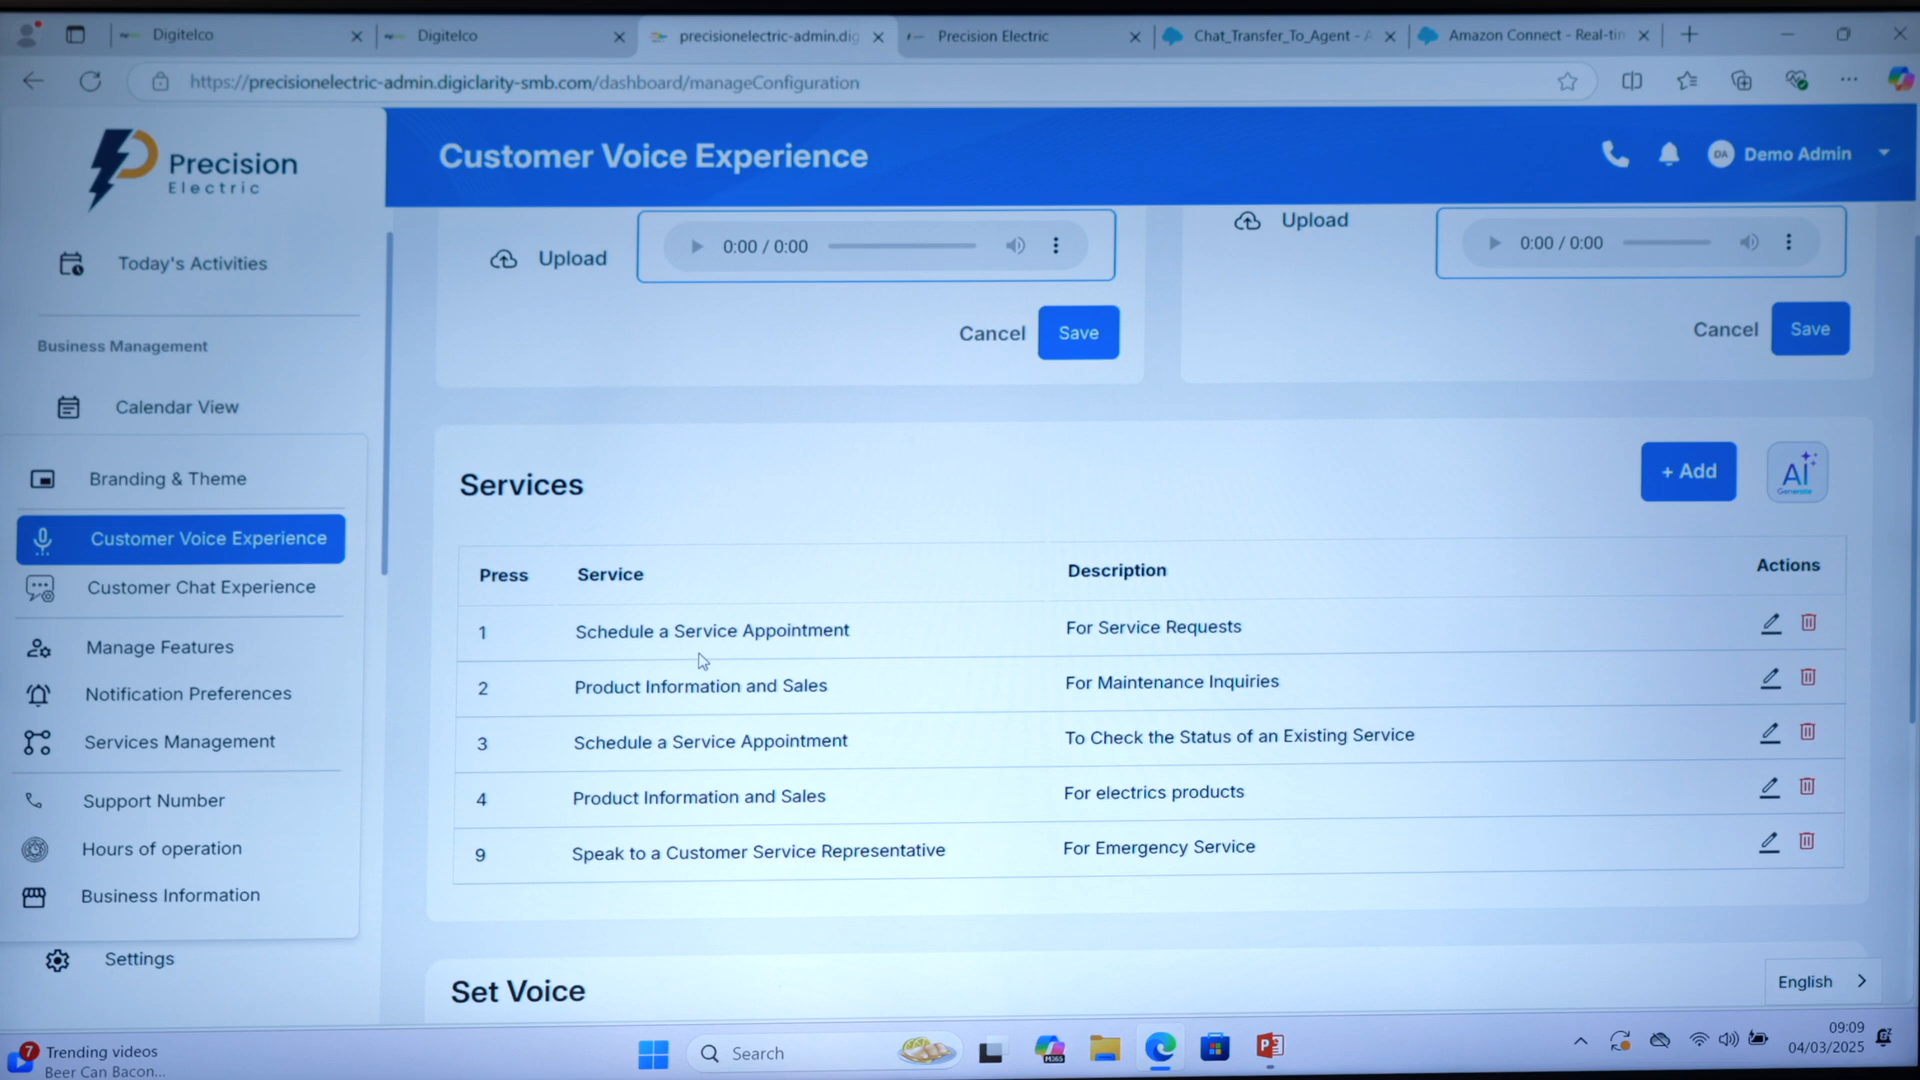 Digitelco
Digitelco
precisionelectric-admin.dig
Precision Electric
Chat_Transfer_To_Agent - A
Amazon Connect - Real-tim
https://precisionelectric-admin.digiclarity-smb.com/dashboard/manageConfiguration
Precision
Electric
Customer Voice Experience
DA
Demo Admin
Today's Activities
Business Management
Calendar View
Branding & Theme
Customer Voice Experience
Customer Chat Experience
Manage Features
Notification Preferences
Services Management
Support Number
Hours of operation
Business Information
Settings
Upload
0:00 / 0:00
Cancel
Save
Upload
0:00 / 0:00
Cancel
Save
Services
+ Add
AI
Generate
Press Service Description Actions
1 Schedule a Service Appointment For Service Requests
2 Product Information and Sales For Maintenance Inquiries
3 Schedule a Service Appointment To Check the Status of an Existing Service
4 Product Information and Sales For electrics products
9 Speak to a Customer Service Representative For Emergency Service
Set Voice
English
7
Trending videos
Beer Can Bacon...
Search
M365
P
09:09
04/03/2025